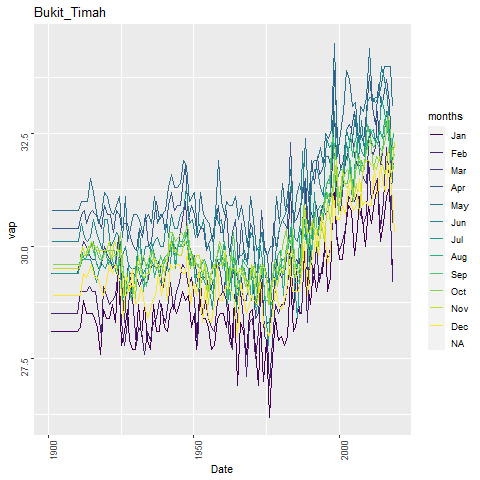 Bukit_Timah
vap
32.5
30.0
27.5
1900
1950
2000
Date
months
Jan
Feb
Mar
Apr
May
Jun
Jul
Aug
Sep
Oct
Nov
Dec
NA